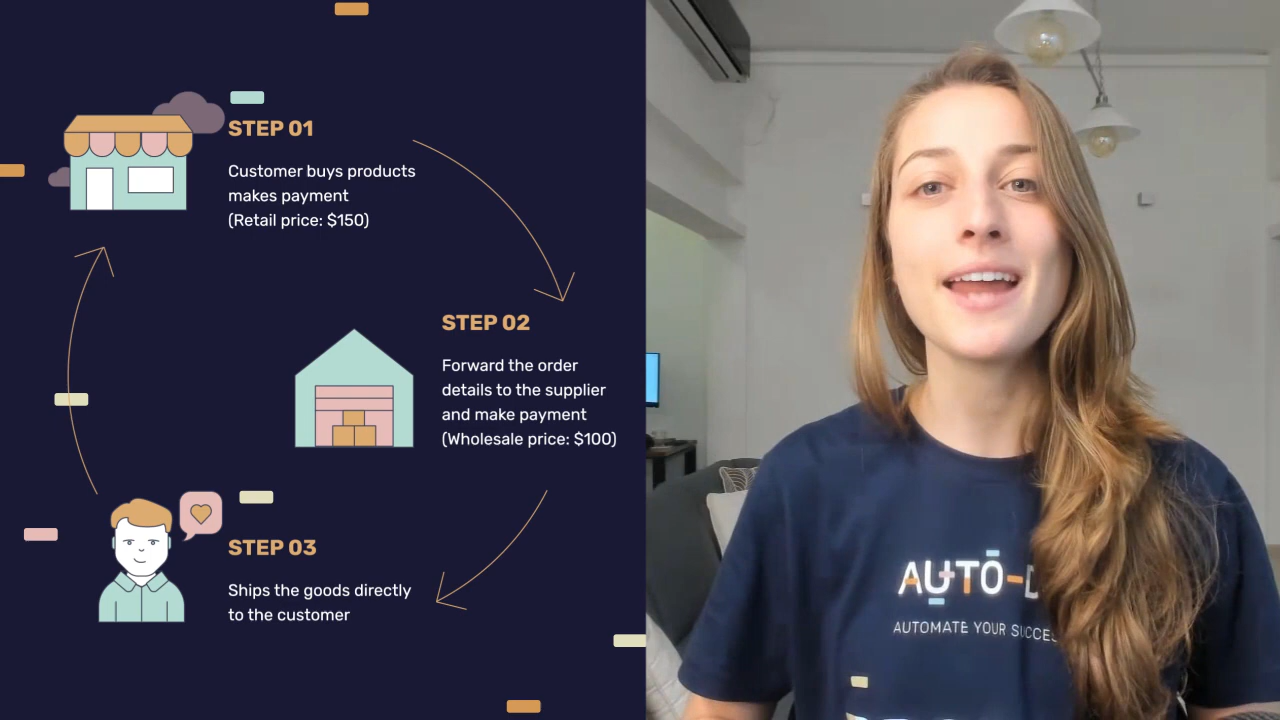 STEP 01
Customer buys products
makes payment
(Retail price: $150)
STEP 02
Forward the order
details to the supplier
and make payment
(Wholesale price: $100)
STEP 03
Ships the goods directly
to the customer
AUTO-
AUTOMATE YOUR